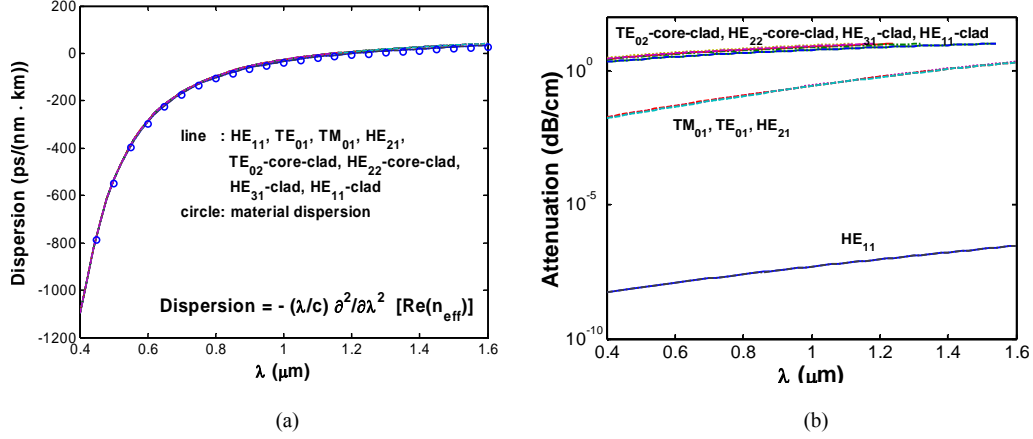 200
0
-200
-400
-600
-800
-1000
-1200
0.4 0.6 0.8 1 1.2 1.4 1.6
Dispersion (ps/(nm · km))
line : HE11, TE01, TM01, HE21,
TE02-core-clad, HE22-core-clad,
HE31-clad, HE11-clad
circle: material dispersion
Dispersion = - (λ/c) ∂²/∂λ² [Re(neff)]
λ (μm)
(a)
10^0
10^-5
10^-10
0.4 0.6 0.8 1 1.2 1.4 1.6
Attenuation (dB/cm)
TE02-core-clad, HE22-core-clad, HE31-clad, HE11-clad
TM01, TE01, HE21
HE11
λ (μm)
(b)